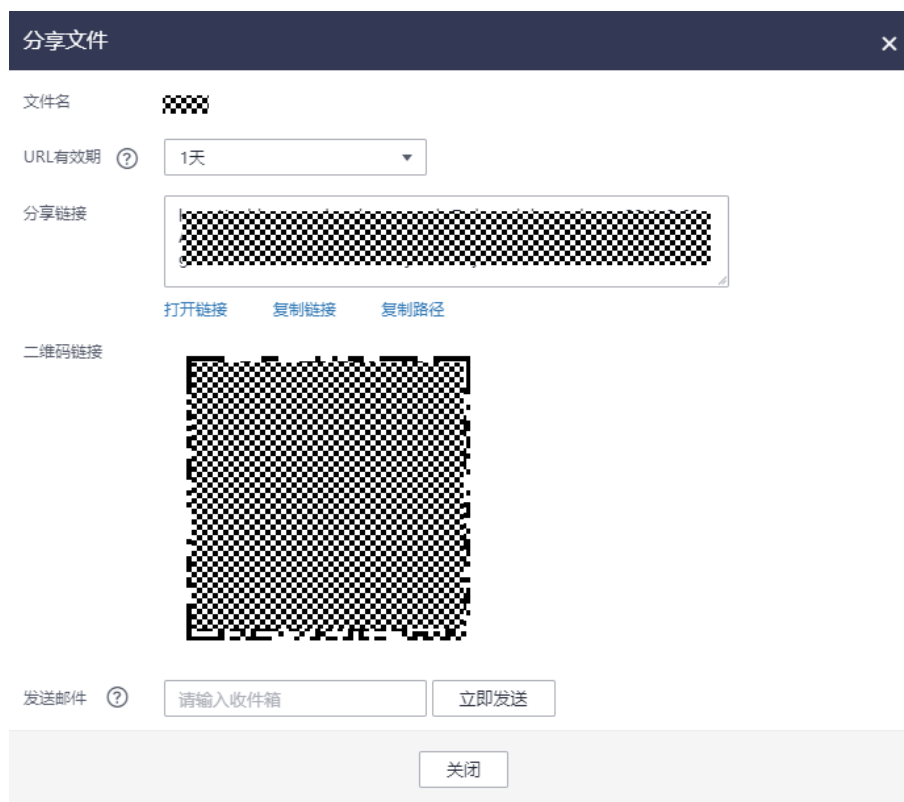 分享文件
文件名
URL有效期
1天
分享链接
打开链接 复制链接 复制路径
二维码链接
发送邮件
请输入收件箱 立即发送
关闭